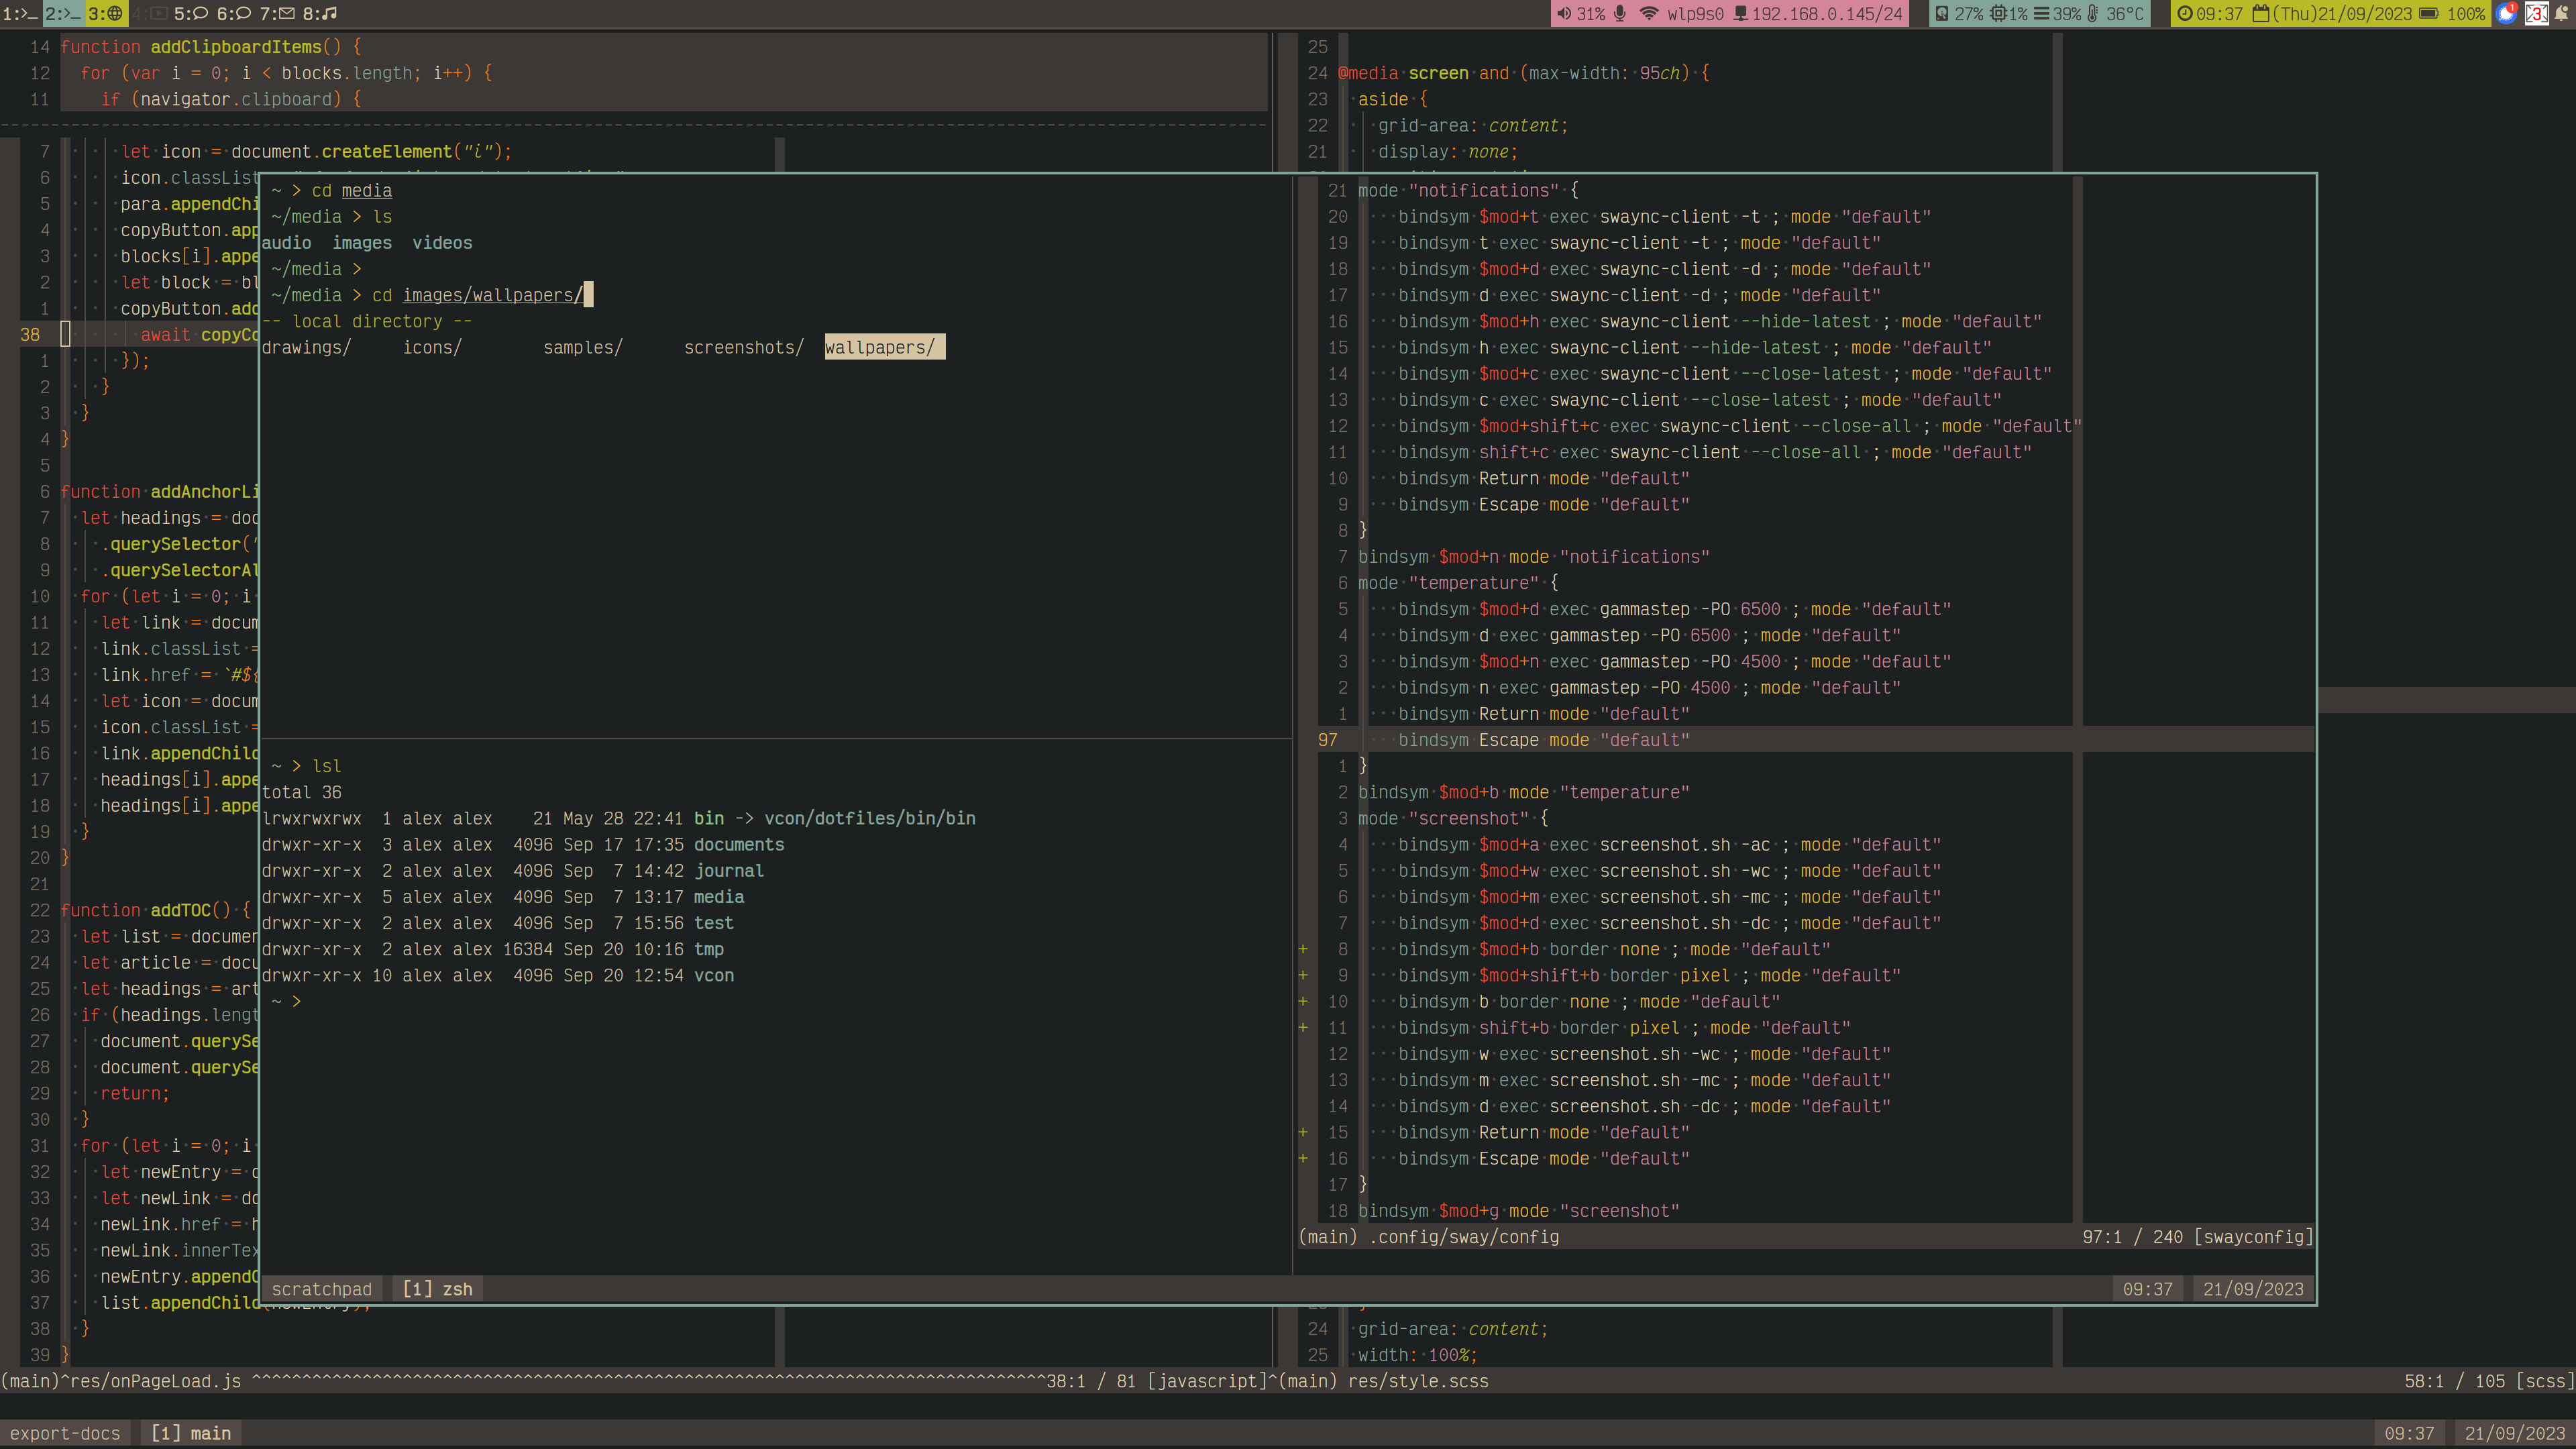 1:>_ 2:>_ 3: 4: 5: 6: 7: 8:
31% wlp9s0 192.168.0.145/24 27% 1% 39% 36°C 09:37 (Thu)21/09/2023 100% 1 3
14 function addClipboardItems() {
12 for (var i = 0; i < blocks.length; i++) {
11 if (navigator.clipboard) {
7 let icon = document.createElement("i");
6 icon.classList
5 para.appendChi
4 copyButton.app
3 blocks[i].appe
2 let block = bl
1 copyButton.add
38 await copyCo
1 });
2 }
3 }
4 }
5
6 function addAnchorLi
7 let headings = doc
8 .querySelector(
9 .querySelectorAl
10 for (let i = 0; i
11 let link = docum
12 link.classList =
13 link.href = `#${
14 let icon = docum
15 icon.classList =
16 link.appendChild
17 headings[i].appe
18 headings[i].appe
19 }
20 }
21
22 function addTOC() {
23 let list = documen
24 let article = docu
25 let headings = art
26 if (headings.lengt
27 document.querySe
28 document.querySe
29 return;
30 }
31 for (let i = 0; i
32 let newEntry = d
33 let newLink = do
34 newLink.href = h
35 newLink.innerTex
36 newEntry.appendC
37 list.appendChild(newEntry);
38 }
39 }
25
24 @media screen and (max-width: 95ch) {
23 aside {
22 grid-area: content;
21 display: none;
~ > cd media
~/media > ls
audio images videos
~/media >
~/media > cd images/wallpapers/
-- local directory --
drawings/ icons/ samples/ screenshots/ wallpapers/
~ > lsl
total 36
lrwxrwxrwx 1 alex alex 21 May 28 22:41 bin -> vcon/dotfiles/bin/bin
drwxr-xr-x 3 alex alex 4096 Sep 17 17:35 documents
drwxr-xr-x 2 alex alex 4096 Sep 7 14:42 journal
drwxr-xr-x 5 alex alex 4096 Sep 7 13:17 media
drwxr-xr-x 2 alex alex 4096 Sep 7 15:56 test
drwxr-xr-x 2 alex alex 16384 Sep 20 10:16 tmp
drwxr-xr-x 10 alex alex 4096 Sep 20 12:54 vcon
~ >
21 mode "notifications" {
20 bindsym $mod+t exec swaync-client -t ; mode "default"
19 bindsym t exec swaync-client -t ; mode "default"
18 bindsym $mod+d exec swaync-client -d ; mode "default"
17 bindsym d exec swaync-client -d ; mode "default"
16 bindsym $mod+h exec swaync-client --hide-latest ; mode "default"
15 bindsym h exec swaync-client --hide-latest ; mode "default"
14 bindsym $mod+c exec swaync-client --close-latest ; mode "default"
13 bindsym c exec swaync-client --close-latest ; mode "default"
12 bindsym $mod+shift+c exec swaync-client --close-all ; mode "default"
11 bindsym shift+c exec swaync-client --close-all ; mode "default"
10 bindsym Return mode "default"
9 bindsym Escape mode "default"
8 }
7 bindsym $mod+n mode "notifications"
6 mode "temperature" {
5 bindsym $mod+d exec gammastep -PO 6500 ; mode "default"
4 bindsym d exec gammastep -PO 6500 ; mode "default"
3 bindsym $mod+n exec gammastep -PO 4500 ; mode "default"
2 bindsym n exec gammastep -PO 4500 ; mode "default"
1 bindsym Return mode "default"
97 bindsym Escape mode "default"
1 }
2 bindsym $mod+b mode "temperature"
3 mode "screenshot" {
4 bindsym $mod+a exec screenshot.sh -ac ; mode "default"
5 bindsym $mod+w exec screenshot.sh -wc ; mode "default"
6 bindsym $mod+m exec screenshot.sh -mc ; mode "default"
7 bindsym $mod+d exec screenshot.sh -dc ; mode "default"
+ 8 bindsym $mod+b border none ; mode "default"
+ 9 bindsym $mod+shift+b border pixel ; mode "default"
+ 10 bindsym b border none ; mode "default"
+ 11 bindsym shift+b border pixel ; mode "default"
12 bindsym w exec screenshot.sh -wc ; mode "default"
13 bindsym m exec screenshot.sh -mc ; mode "default"
14 bindsym d exec screenshot.sh -dc ; mode "default"
+ 15 bindsym Return mode "default"
+ 16 bindsym Escape mode "default"
17 }
18 bindsym $mod+g mode "screenshot"
(main) .config/sway/config 97:1 / 240 [swayconfig]
scratchpad [1] zsh 09:37 21/09/2023
24 grid-area: content;
25 width: 100%;
(main)^res/onPageLoad.js ^^^^^^^^^^^^^^^^^^^^^^^^^^^^^^^^^^^^^^^^^^^^^^^^^^^^^^^^^^^^^^^^^^^^^^^^^^^^^^^38:1 / 81 [javascript]^(main) res/style.scss 58:1 / 105 [scss]
export-docs [1] main 09:37 21/09/2023